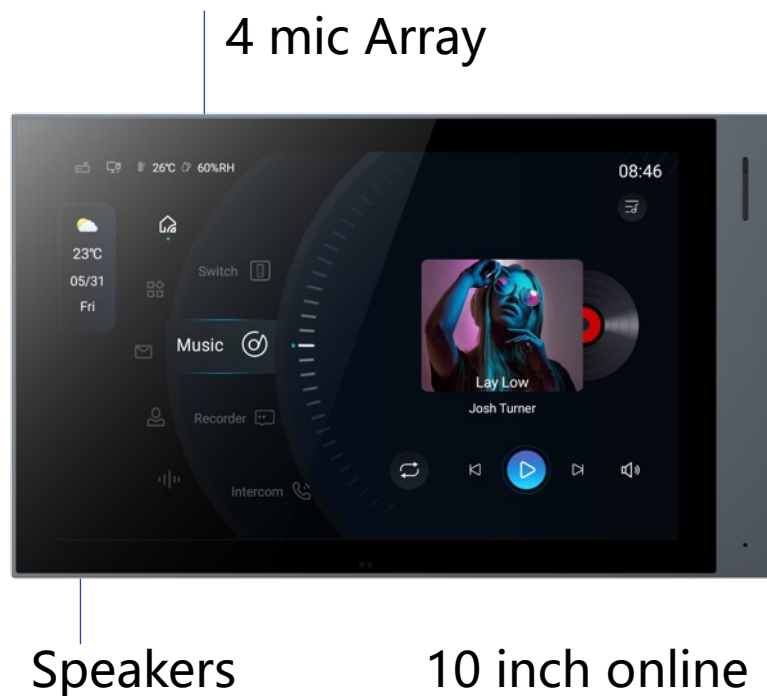 4 mic Array
26℃ 60%RH
08:46
23℃
05/31
Fri
Switch
Music
Recorder
Intercom
Lay Low
Josh Turner
Speakers
10 inch online